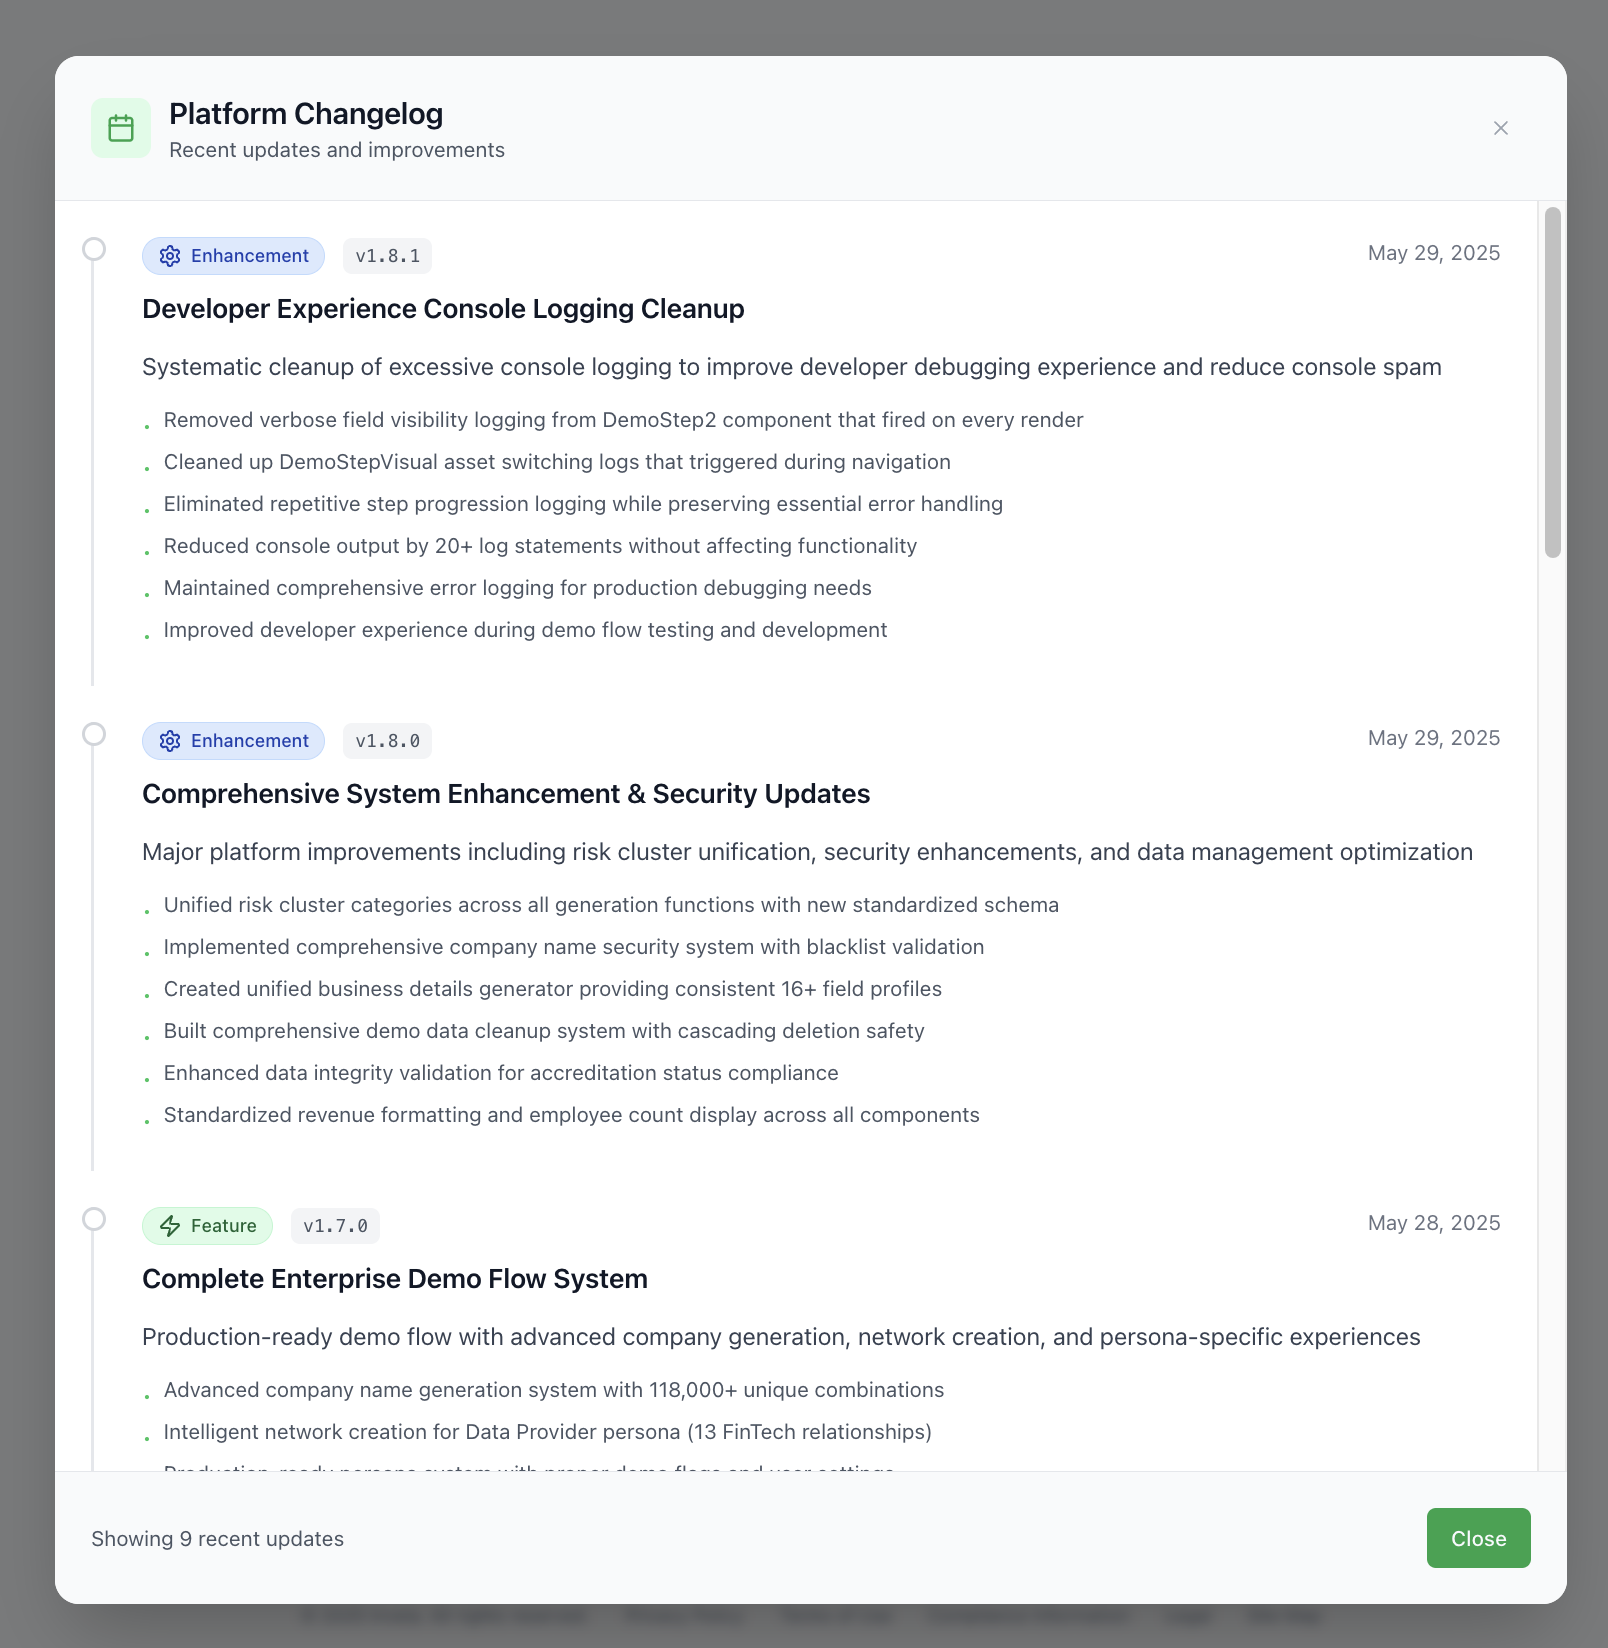 Platform Changelog
Recent updates and improvements
Enhancement v1.8.1 May 29, 2025
Developer Experience Console Logging Cleanup
Systematic cleanup of excessive console logging to improve developer debugging experience and reduce console spam
Removed verbose field visibility logging from DemoStep2 component that fired on every render
Cleaned up DemoStepVisual asset switching logs that triggered during navigation
Eliminated repetitive step progression logging while preserving essential error handling
Reduced console output by 20+ log statements without affecting functionality
Maintained comprehensive error logging for production debugging needs
Improved developer experience during demo flow testing and development
Enhancement v1.8.0 May 29, 2025
Comprehensive System Enhancement & Security Updates
Major platform improvements including risk cluster unification, security enhancements, and data management optimization
Unified risk cluster categories across all generation functions with new standardized schema
Implemented comprehensive company name security system with blacklist validation
Created unified business details generator providing consistent 16+ field profiles
Built comprehensive demo data cleanup system with cascading deletion safety
Enhanced data integrity validation for accreditation status compliance
Standardized revenue formatting and employee count display across all components
Feature v1.7.0 May 28, 2025
Complete Enterprise Demo Flow System
Production-ready demo flow with advanced company generation, network creation, and persona-specific experiences
Advanced company name generation system with 118,000+ unique combinations
Intelligent network creation for Data Provider persona (13 FinTech relationships)
Production-ready persona system with proper demo flags and user settings
Showing 9 recent updates
Close